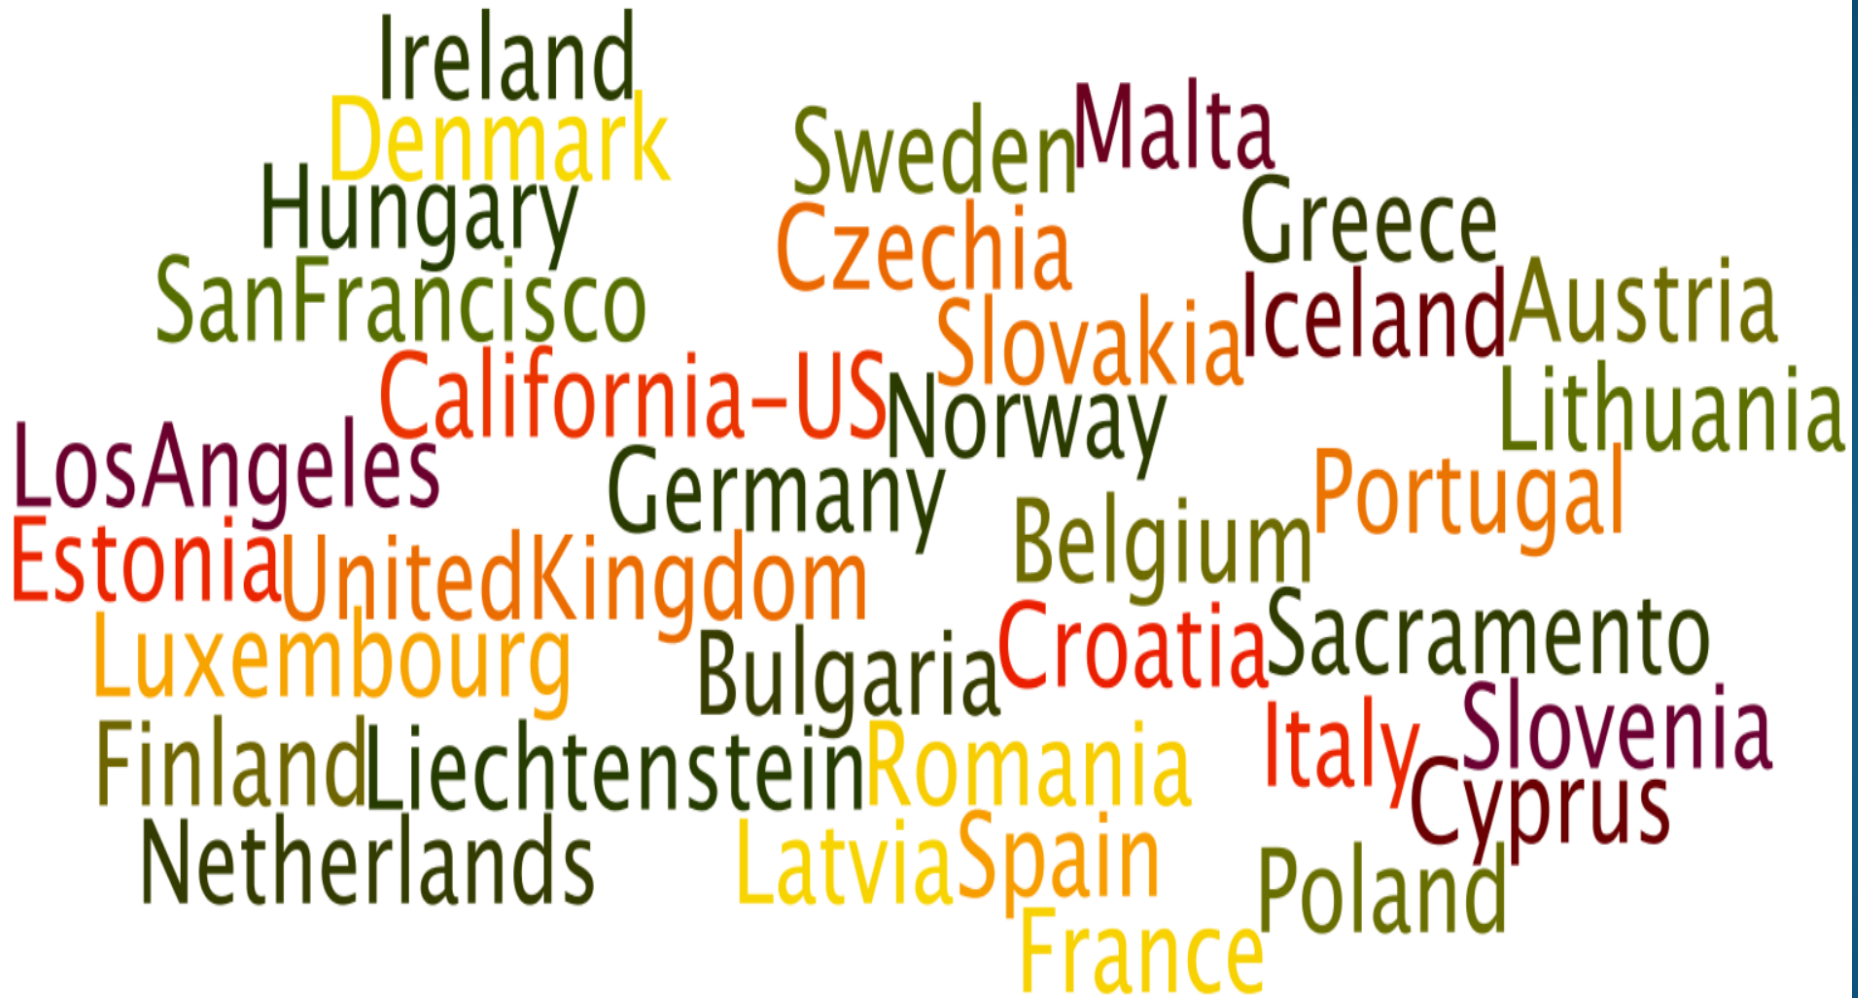 Ireland
Denmark
Sweden Malta
Hungary
Greece
Czechia
SanFrancisco
Iceland Austria
Slovakia
California-US
Norway
Lithuania
LosAngeles
Germany
Portugal
Belgium
Estonia UnitedKingdom
Croatia Sacramento
Luxembourg
Bulgaria
Italy Slovenia
Finland Liechtenstein Romania
Cyprus
Netherlands
Latvia Spain
Poland
France